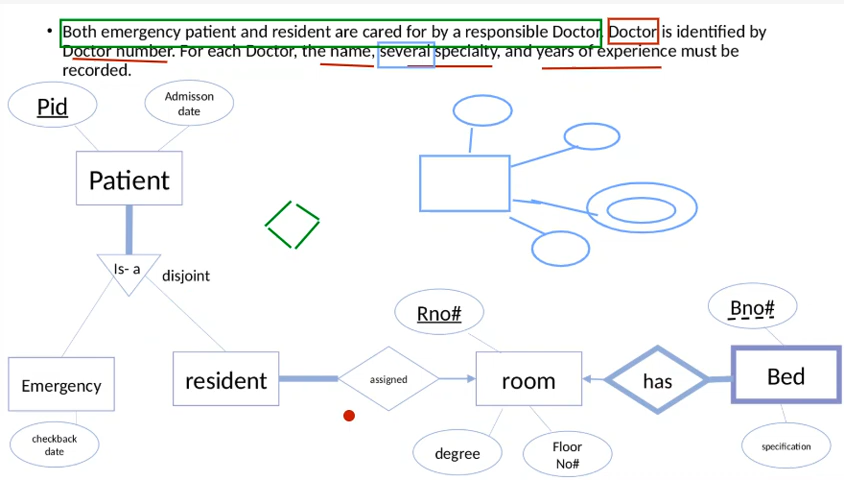 • Both emergency patient and resident are cared for by a responsible Doctor. Doctor is identified by
Doctor number. For each Doctor, the name, several specialty, and years of experience must be
recorded.
Pid
Admisson
date
Patient
Is- a
disjoint
Rno#
Bno#
Emergency
resident
assigned
room
has
Bed
checkback
date
degree
Floor
No#
specification